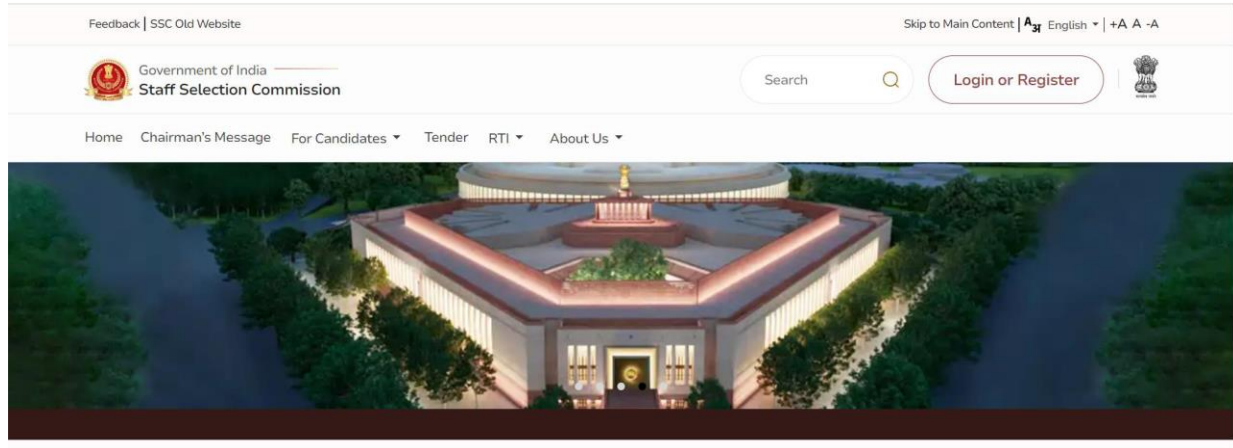 Feedback | SSC Old Website
Skip to Main Content | Aअ English | +A A -A
Government of India
Staff Selection Commission
Search
Login or Register
Home Chairman's Message For Candidates Tender RTI About Us